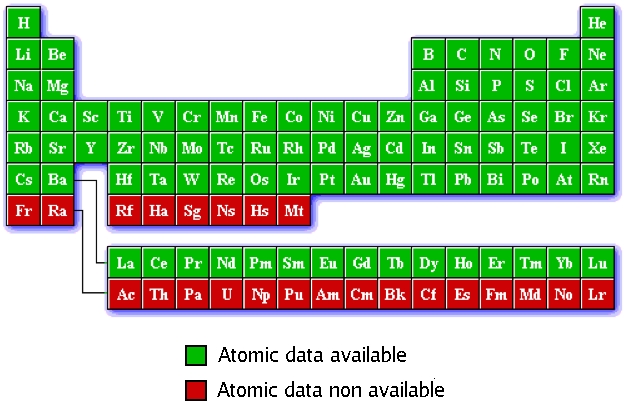 H He
Li Be B C N O F Ne
Na Mg Al Si P S Cl Ar
K Ca Sc Ti V Cr Mn Fe Co Ni Cu Zn Ga Ge As Se Br Kr
Rb Sr Y Zr Nb Mo Tc Ru Rh Pd Ag Cd In Sn Sb Te I Xe
Cs Ba Hf Ta W Re Os Ir Pt Au Hg Tl Pb Bi Po At Rn
Fr Ra Rf Ha Sg Ns Hs Mt
La Ce Pr Nd Pm Sm Eu Gd Tb Dy Ho Er Tm Yb Lu
Ac Th Pa U Np Pu Am Cm Bk Cf Es Fm Md No Lr
Atomic data available
Atomic data non available